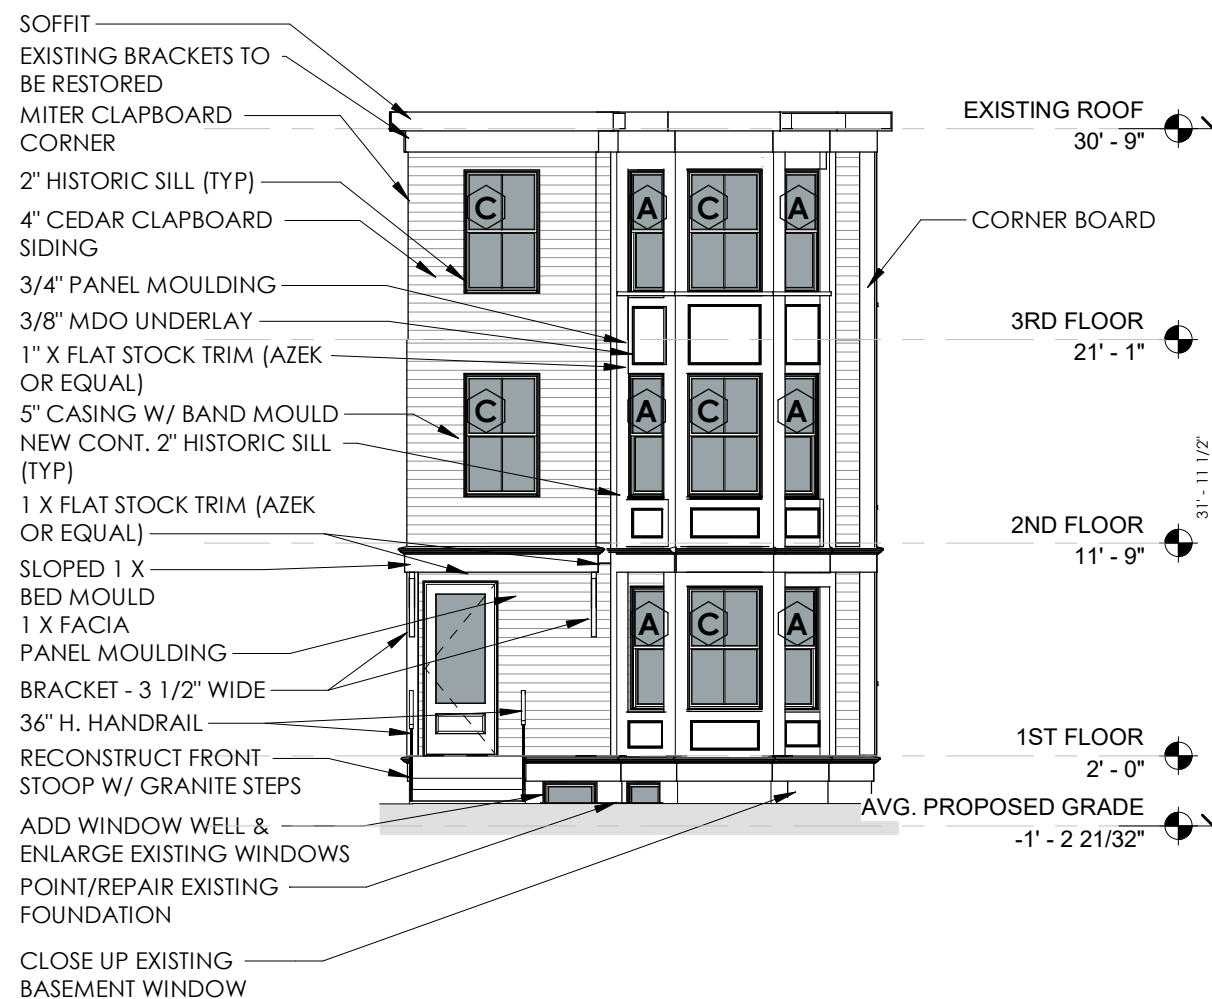 SOFFIT
EXISTING BRACKETS TO
BE RESTORED
MITER CLAPBOARD
CORNER
2" HISTORIC SILL (TYP)
4" CEDAR CLAPBOARD
SIDING
3/4" PANEL MOULDING
3/8" MDO UNDERLAY
1" X FLAT STOCK TRIM (AZEK
OR EQUAL)
5" CASING W/ BAND MOULD
NEW CONT. 2" HISTORIC SILL
(TYP)
1 X FLAT STOCK TRIM (AZEK
OR EQUAL)
SLOPED 1 X
BED MOULD
1 X FACIA
PANEL MOULDING
BRACKET - 3 1/2" WIDE
36" H. HANDRAIL
RECONSTRUCT FRONT
STOOP W/ GRANITE STEPS
ADD WINDOW WELL &
ENLARGE EXISTING WINDOWS
POINT/REPAIR EXISTING
FOUNDATION
CLOSE UP EXISTING
BASEMENT WINDOW
C A C A
C A C A
A C A
EXISTING ROOF
30' - 9"
CORNER BOARD
3RD FLOOR
21' - 1"
31' - 11 1/2"
2ND FLOOR
11' - 9"
1ST FLOOR
2' - 0"
AVG. PROPOSED GRADE
-1' - 2 21/32"